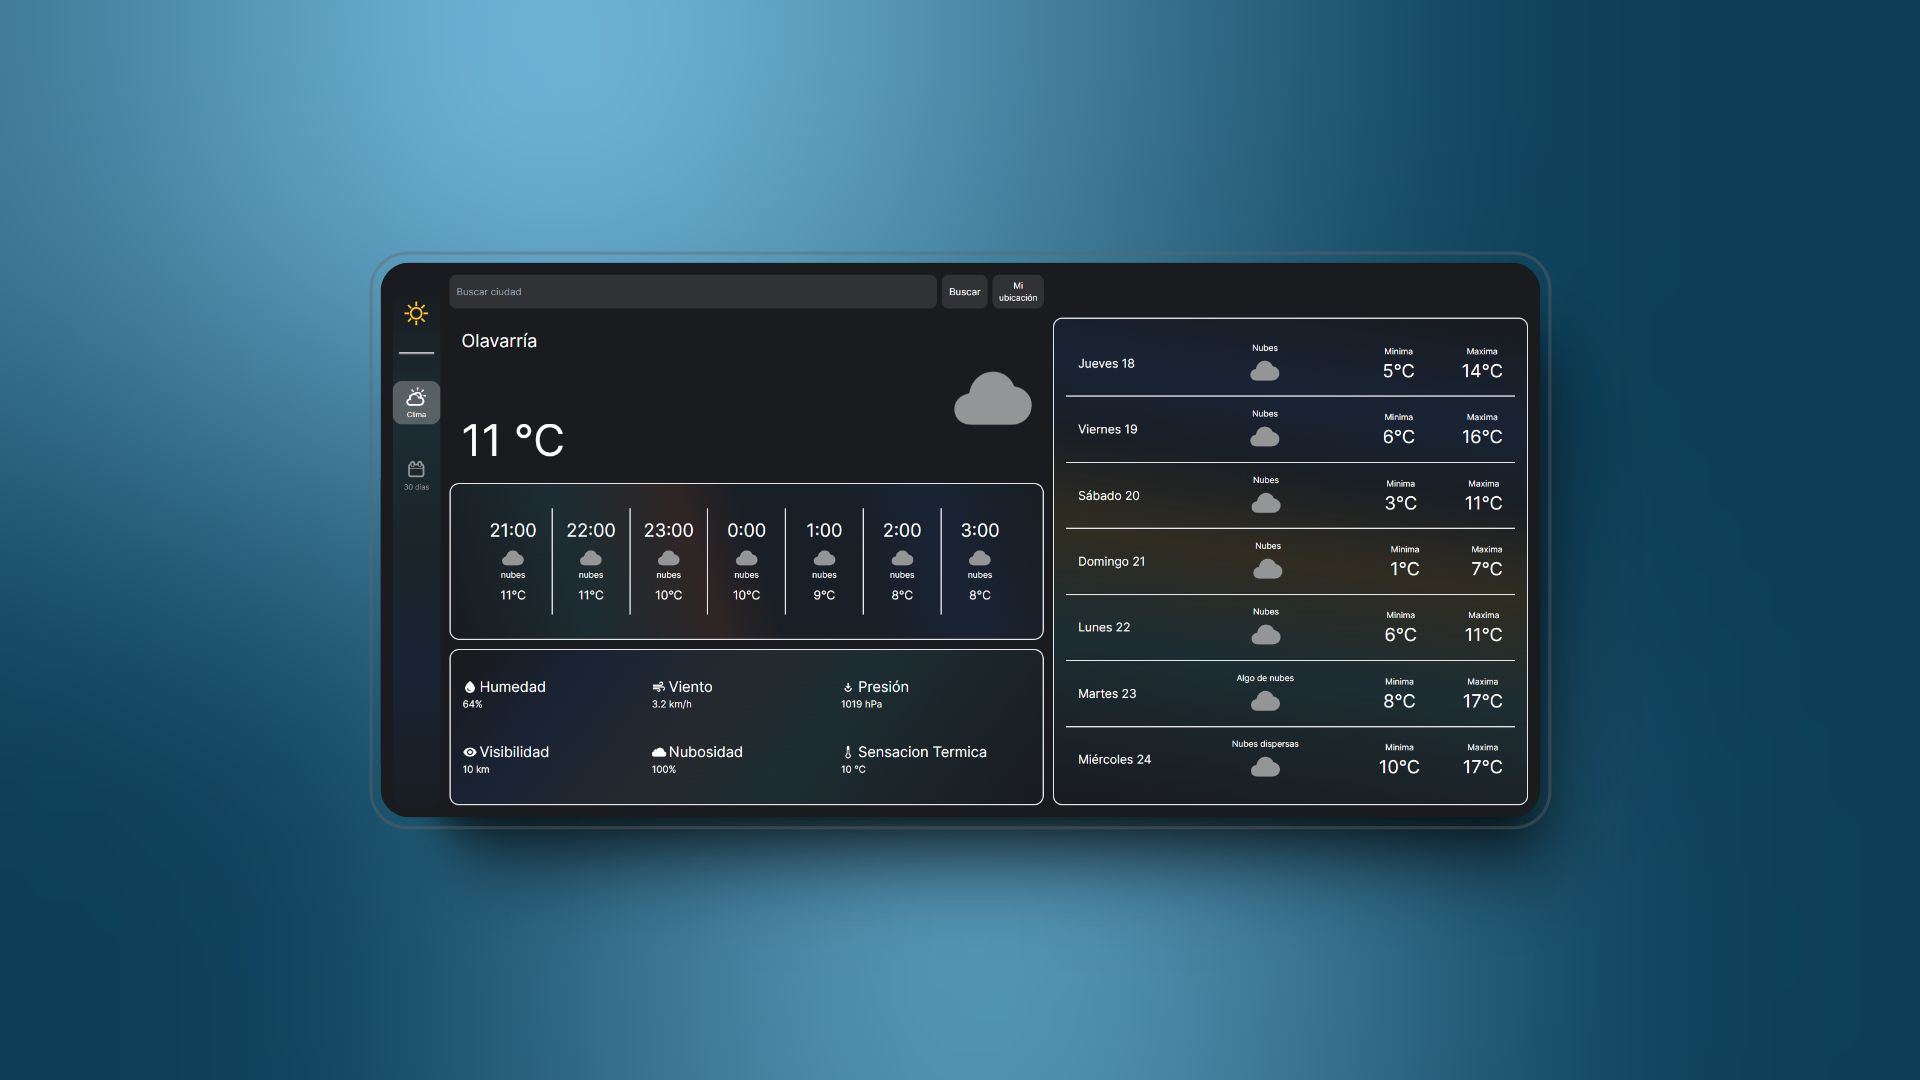 Buscar ciudad
Buscar
Mi
ubicación
Clima
30 días
Olavarría
11 °C
21:00
nubes
11°C
22:00
nubes
11°C
23:00
nubes
10°C
0:00
nubes
10°C
1:00
nubes
9°C
2:00
nubes
8°C
3:00
nubes
8°C
Humedad
64%
Viento
3.2 km/h
Presión
1019 hPa
Visibilidad
10 km
Nubosidad
100%
Sensacion Termica
10 °C
Jueves 18
Nubes
Minima
5°C
Maxima
14°C
Viernes 19
Nubes
Minima
6°C
Maxima
16°C
Sábado 20
Nubes
Minima
3°C
Maxima
11°C
Domingo 21
Nubes
Minima
1°C
Maxima
7°C
Lunes 22
Nubes
Minima
6°C
Maxima
11°C
Martes 23
Algo de nubes
Minima
8°C
Maxima
17°C
Miércoles 24
Nubes dispersas
Minima
10°C
Maxima
17°C